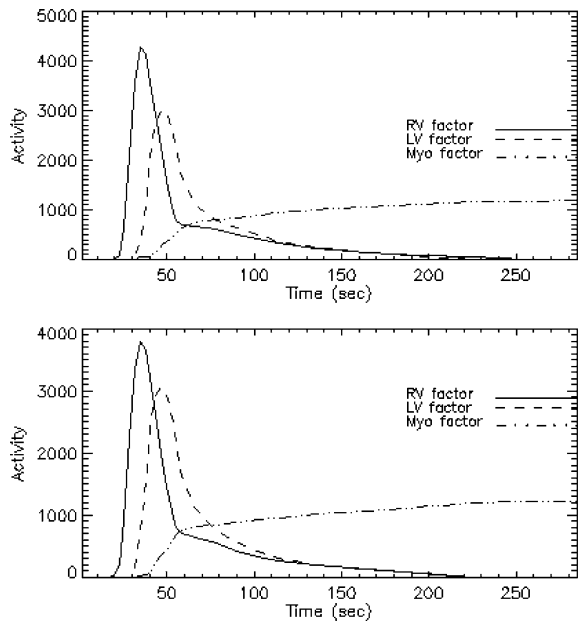 5000
4000
3000
2000
1000
0
Activity
RV factor
LV factor
Myo factor
50 100 150 200 250
Time (sec)
4000
3000
2000
1000
0
Activity
RV factor
LV factor
Myo factor
50 100 150 200 250
Time (sec)